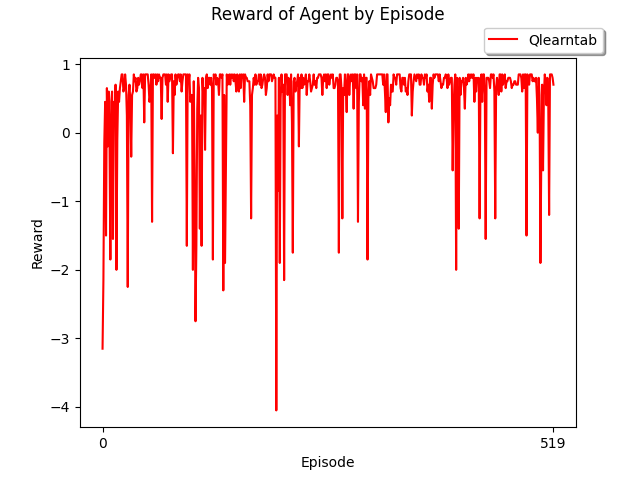 Reward of Agent by Episode
Qlearntab
1
0
−1
−2
−3
−4
Reward
0
519
Episode